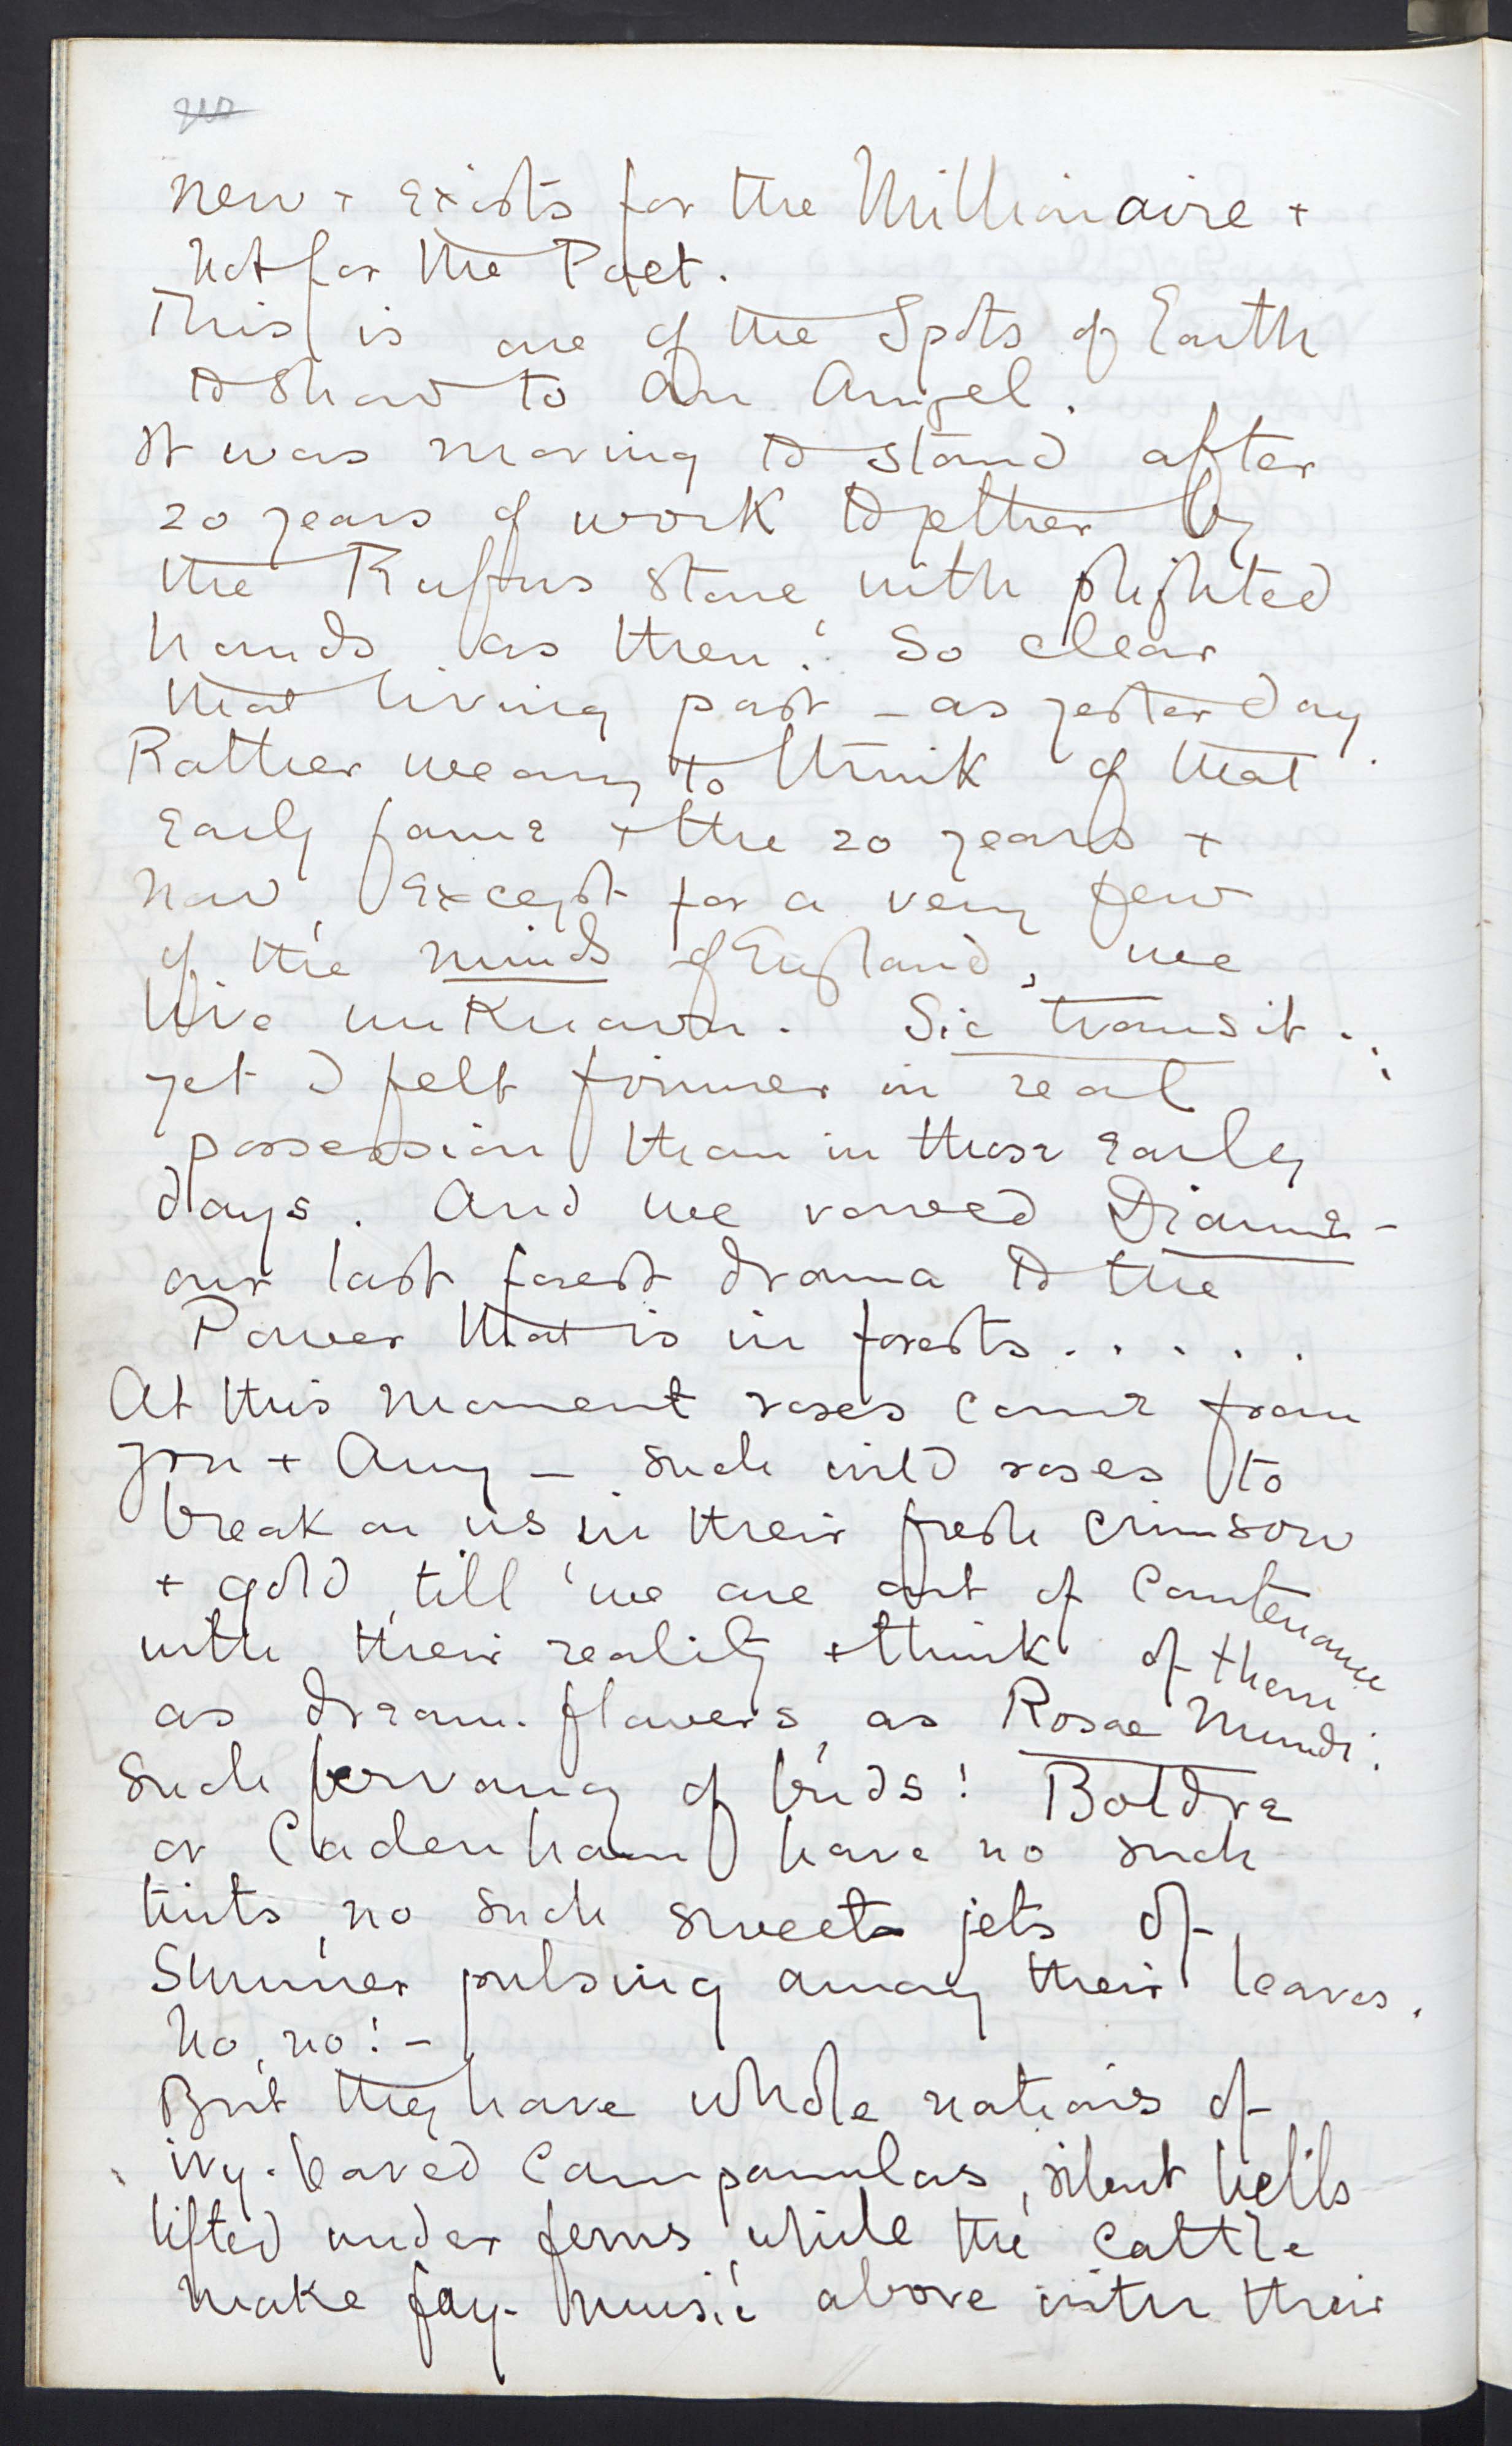 new + exists for the Millionaire +
not for the Poet.
This is one of the Spots of Earth
to show to an Angel.
It was moving to stand after
20 years of work together by
the Rufus Stone with plighted
hands, as then! So clear
that living past – as yesterday.
Rather weary to think of that
early fame + the 20 years +
now, except for a very few
of the minds of England, we
live unknown. Sic transit..
yet I felt firmer in real
possession than in those early
days. And we vowed Diane –
our last forest drama to the
Power that is in forests.....
At this moment roses come from
you + Amy – such wild roses to
break on us in their fresh crimson
+ gold, till we are out of countenance
with their reality + think of them
as dream-flowers, as Rosae Mundi.
Such fervancy of buds! Boldre
or Cadenham have no such
tints, no such sweet jets of
Summer pulsing among their leaves.
No, no! –
But they have whole nations of
ivy-leaved Campanulas, silent bells
lifted under ferns, while the cattle
make fay-music above with their